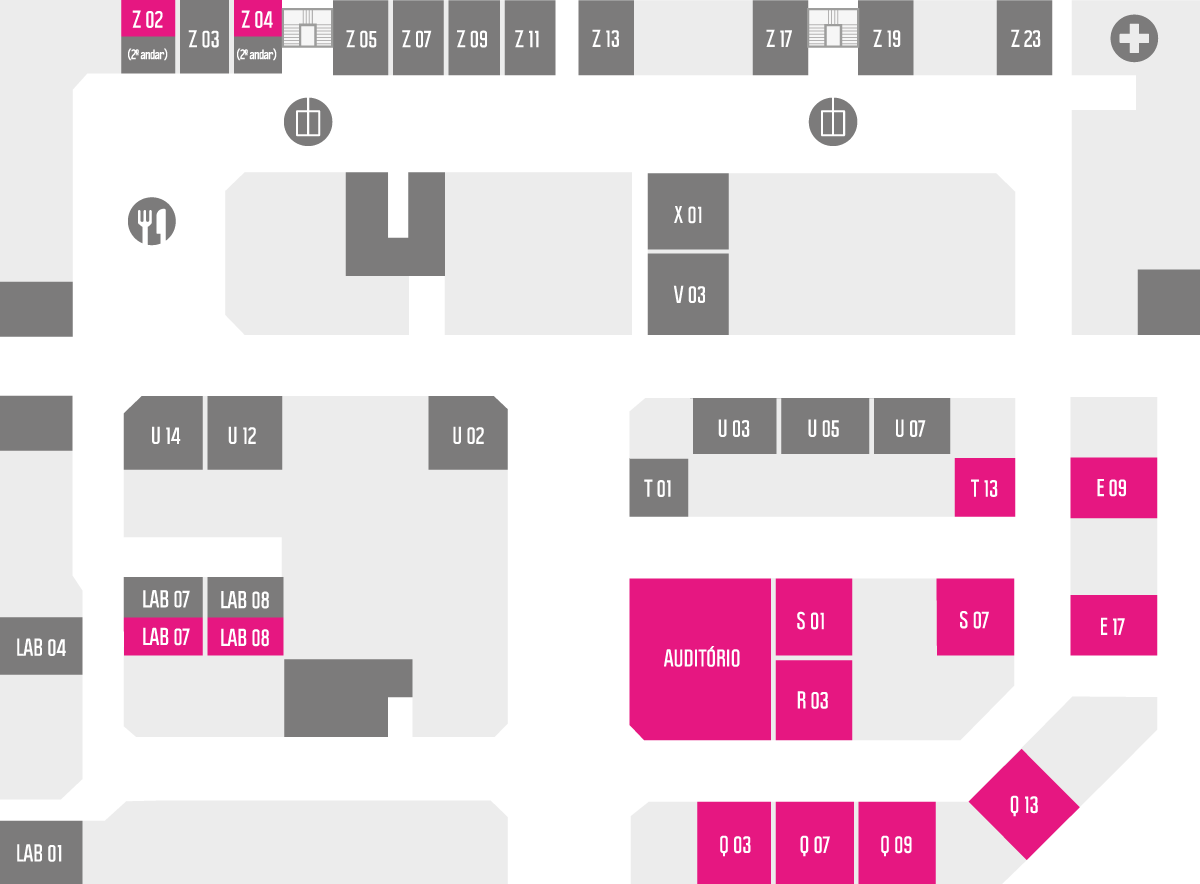 Z 02
(2º andar)
Z 03
Z 04
(2º andar)
Z 05
Z 07
Z 09
Z 11
Z 13
Z 17
Z 19
Z 23
X 01
V 03
U 14
U 12
U 02
U 03
U 05
U 07
T 01
T 13
E 09
LAB 07
LAB 08
LAB 07
LAB 08
LAB 04
AUDITÓRIO
S 01
S 07
E 17
R 03
Q 13
Q 03
Q 07
Q 09
LAB 01